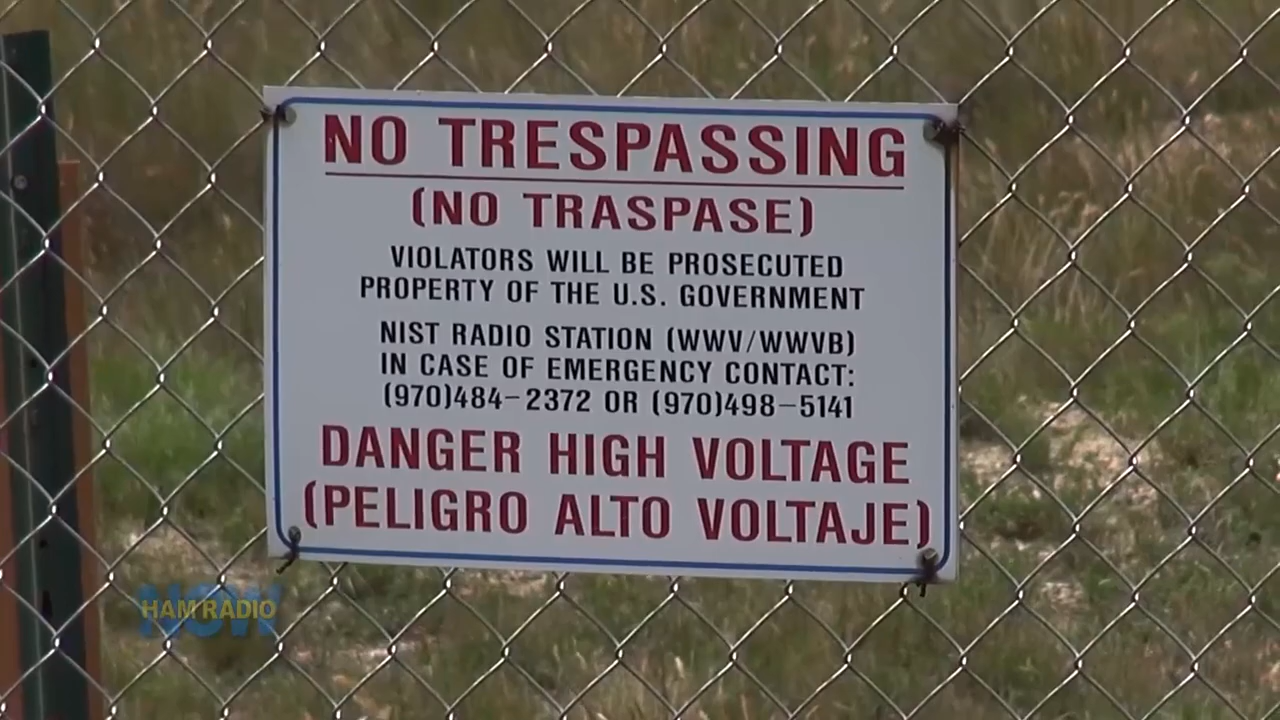 NO TRESPASSING
(NO TRASPASE)
VIOLATORS WILL BE PROSECUTED
PROPERTY OF THE U.S. GOVERNMENT
NIST RADIO STATION (WWV/WWVB)
IN CASE OF EMERGENCY CONTACT:
(970)484-2372 OR (970)498-5141
DANGER HIGH VOLTAGE
(PELIGRO ALTO VOLTAJE)
HAM RADIO
NOW